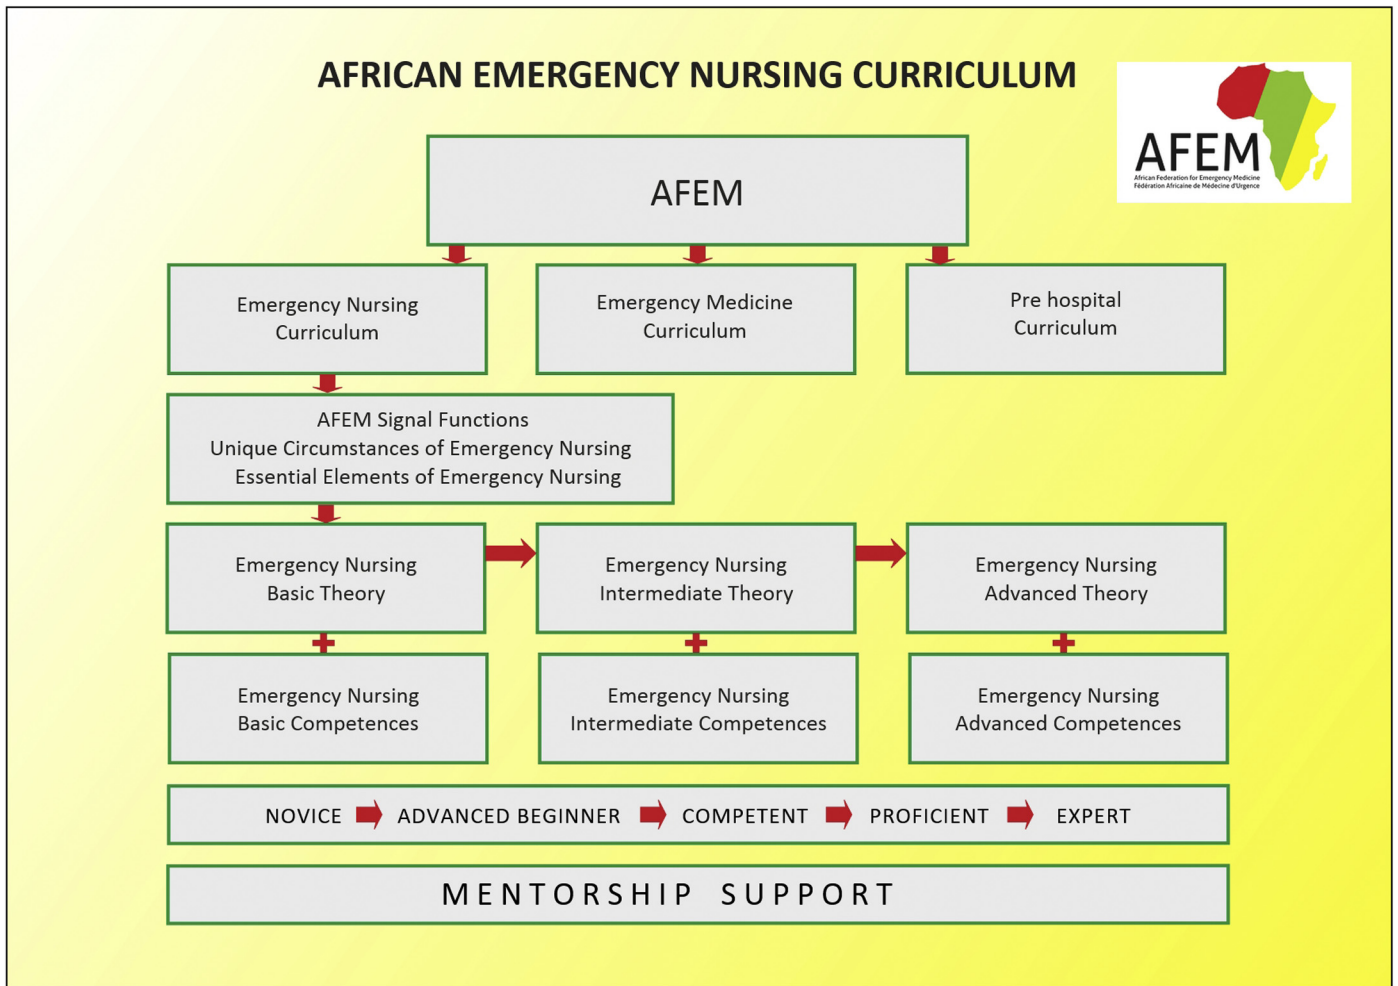 AFRICAN EMERGENCY NURSING CURRICULUM
AFEM
African Federation for Emergency Medicine
Fédération Africaine de Médecine d'Urgence
AFEM
Emergency Nursing
Curriculum
Emergency Medicine
Curriculum
Pre hospital
Curriculum
AFEM Signal Functions
Unique Circumstances of Emergency Nursing
Essential Elements of Emergency Nursing
Emergency Nursing
Basic Theory
Emergency Nursing
Intermediate Theory
Emergency Nursing
Advanced Theory
Emergency Nursing
Basic Competences
Emergency Nursing
Intermediate Competences
Emergency Nursing
Advanced Competences
NOVICE ADVANCED BEGINNER COMPETENT PROFICIENT EXPERT
MENTORSHIP SUPPORT